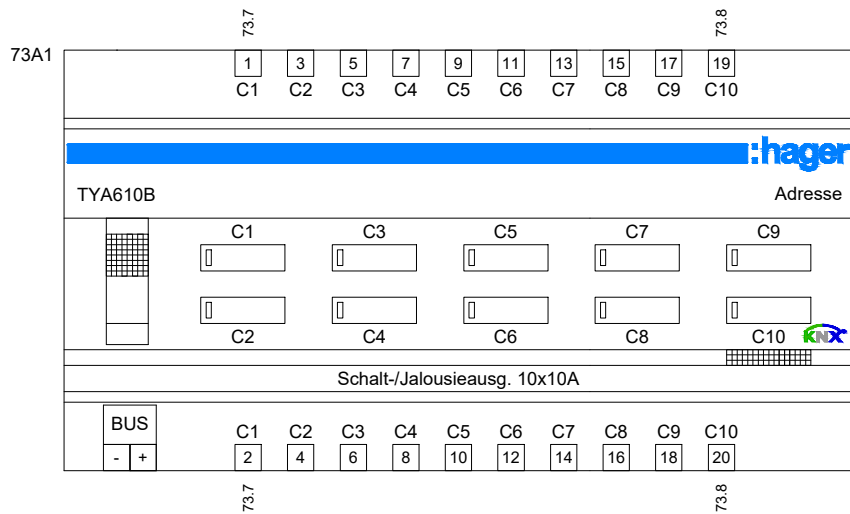 73.7 73.8
73A1
1 3 5 7 9 11 13 15 17 19
C1 C2 C3 C4 C5 C6 C7 C8 C9 C10
:hager
TYA610B Adresse
C1 C3 C5 C7 C9
C2 C4 C6 C8 C10 KNX
Schalt-/Jalousieausg. 10x10A
BUS
C1 C2 C3 C4 C5 C6 C7 C8 C9 C10
- + 2 4 6 8 10 12 14 16 18 20
73.7 73.8